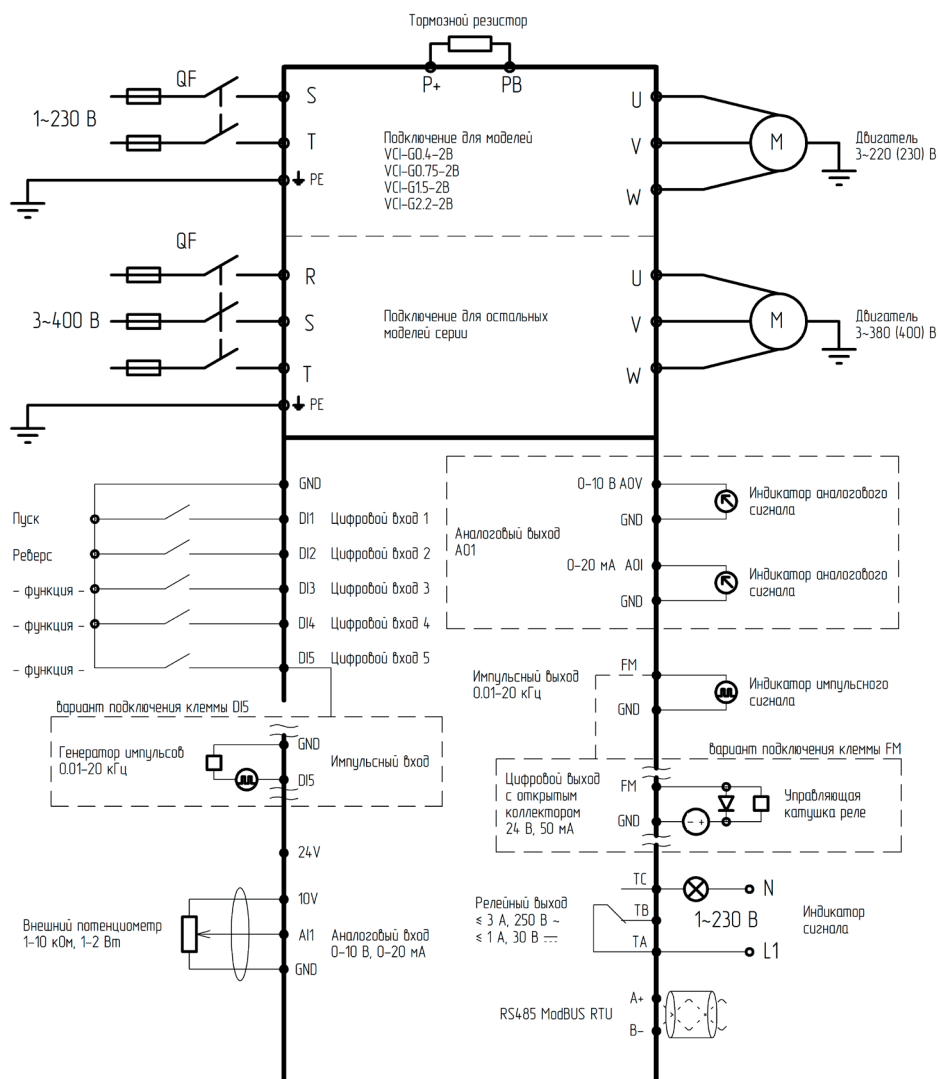 Тормозной резистор
P+
PB
QF
1~230 В
S
T
PE
Подключение для моделей
VCI-G0.4-2B
VCI-G0.75-2B
VCI-G1.5-2B
VCI-G2.2-2B
U
V
W
M
Двигатель
3~220 (230) В
QF
3~400 В
R
S
T
PE
Подключение для остальных
моделей серии
U
V
W
M
Двигатель
3~380 (400) В
GND
Пуск
DI1 Цифровой вход 1
Реверс
DI2 Цифровой вход 2
- функция -
DI3 Цифровой вход 3
- функция -
DI4 Цифровой вход 4
- функция -
DI5 Цифровой вход 5
Аналоговый выход
AO1
0-10 В AOV
GND
Индикатор аналогового
сигнала
0-20 мА AOI
GND
Индикатор аналогового
сигнала
Импульсный выход
0.01-20 кГц
FM
GND
Индикатор импульсного
сигнала
вариант подключения клеммы DI5
Генератор импульсов
0.01-20 кГц
GND
Импульсный вход
DI5
вариант подключения клеммы FM
Цифровой выход
с открытым
коллектором
24 В, 50 мА
FM
GND
- +
Управляющая
катушка реле
24V
10V
Внешний потенциометр
1-10 кОм, 1-2 Вт
AI1
GND
Аналоговый вход
0-10 В, 0-20 мА
Релейный выход
≤ 3 А, 250 В ~
≤ 1 А, 30 В ⎓
TC
TB
TA
N
1~230 В
L1
Индикатор
сигнала
RS485 ModBUS RTU
A+
B-